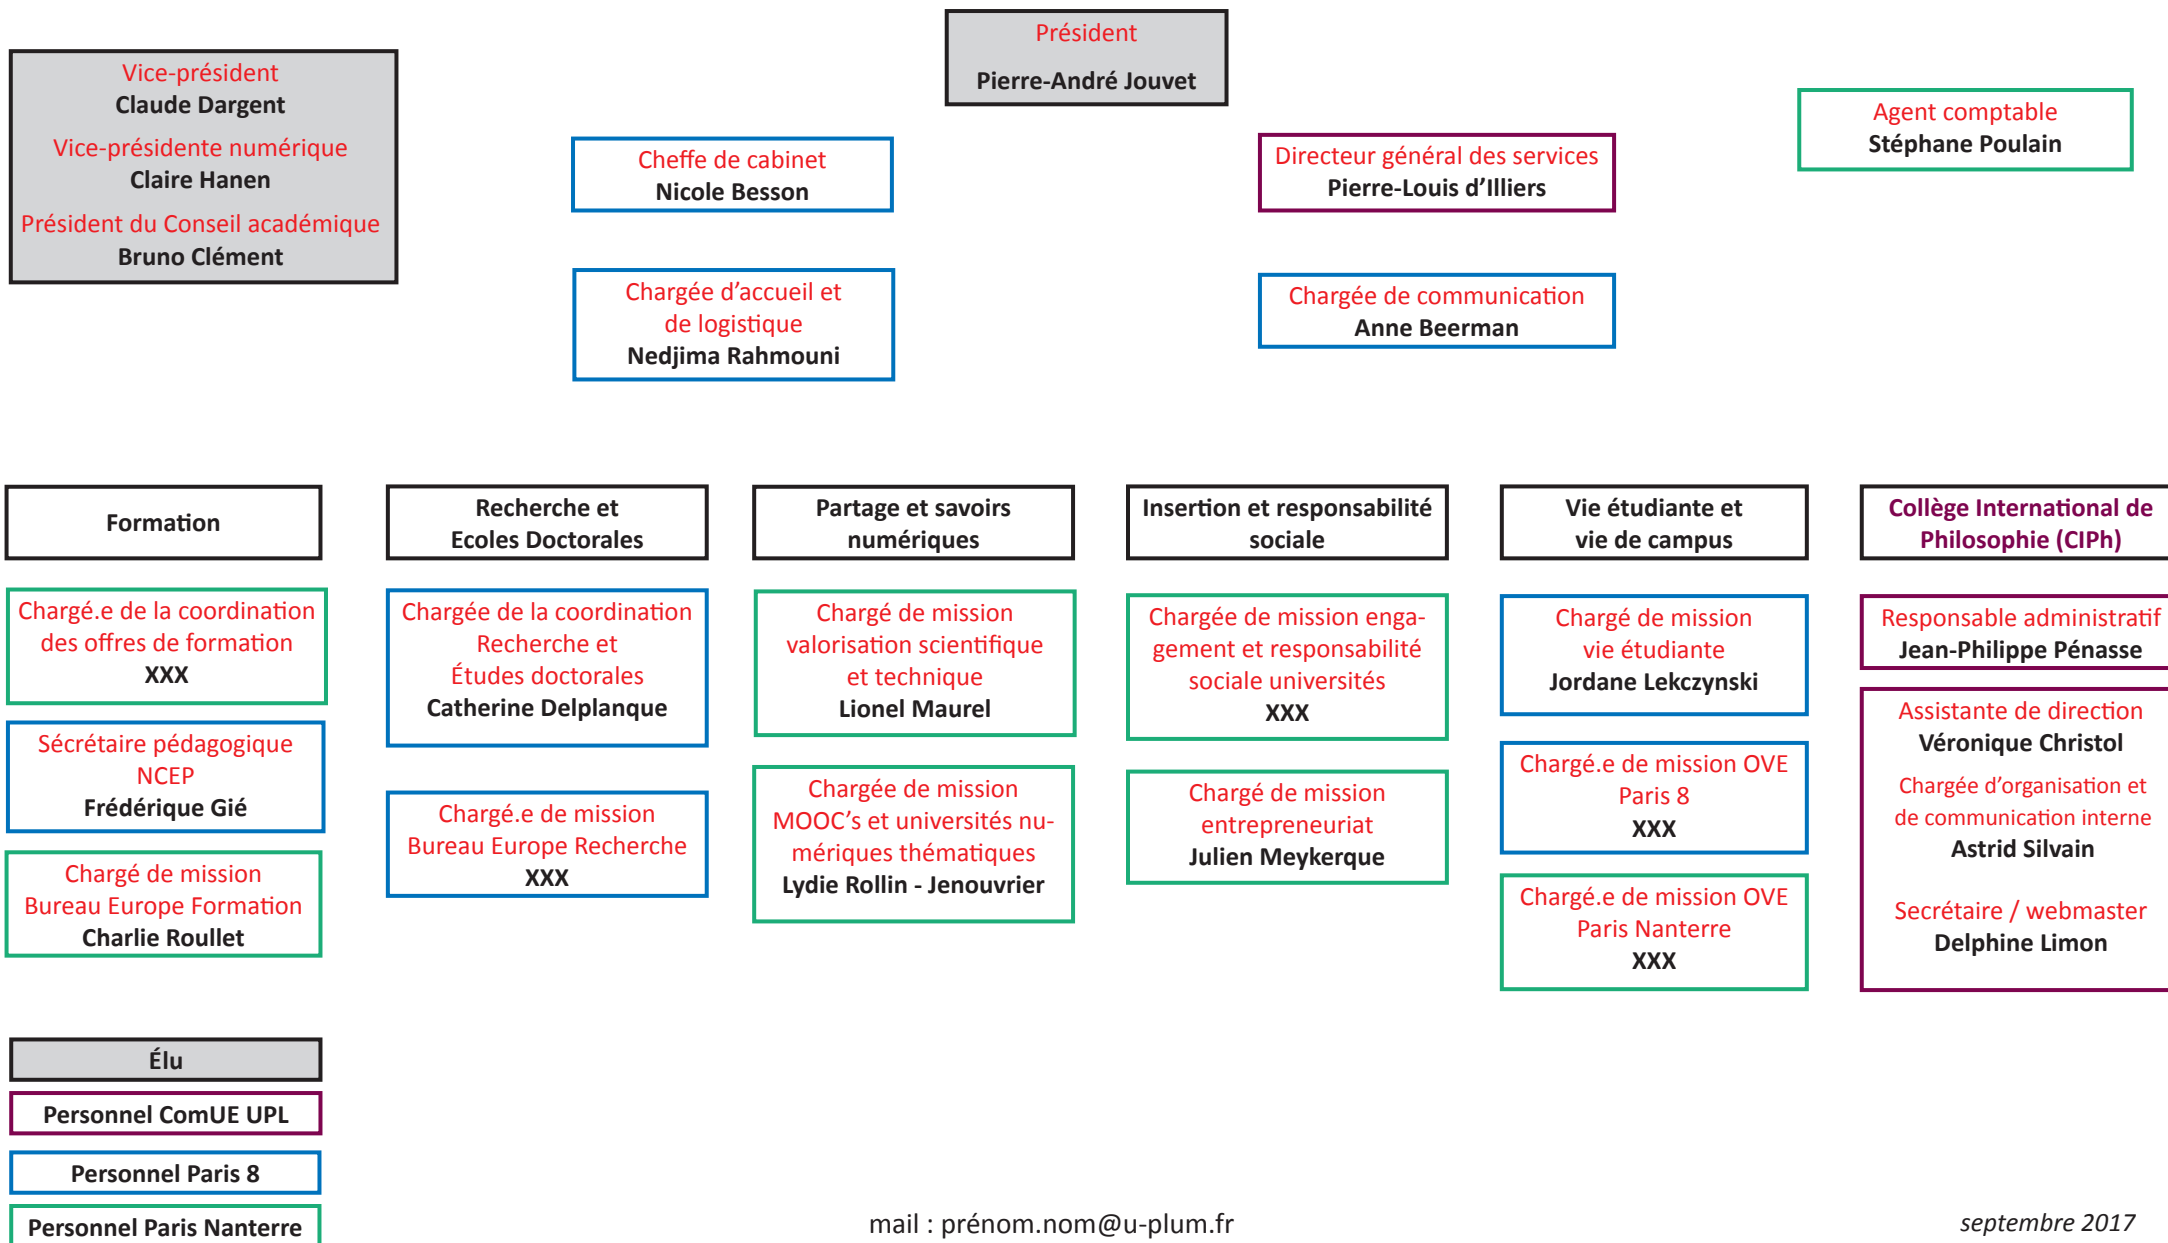 Président
Pierre-André Jouvet
Vice-président
Claude Dargent
Vice-présidente numérique
Claire Hanen
Président du Conseil académique
Bruno Clément
Cheffe de cabinet
Nicole Besson
Directeur général des services
Pierre-Louis d’Illiers
Agent comptable
Stéphane Poulain
Chargée d’accueil et
de logistique
Nedjima Rahmouni
Chargée de communication
Anne Beerman
Formation
Chargé.e de la coordination
des offres de formation
XXX
Sécrétaire pédagogique
NCEP
Frédérique Gié
Chargé de mission
Bureau Europe Formation
Charlie Roullet
Recherche et
Ecoles Doctorales
Chargée de la coordination
Recherche et
Études doctorales
Catherine Delplanque
Chargé.e de mission
Bureau Europe Recherche
XXX
Partage et savoirs
numériques
Chargé de mission
valorisation scientifique
et technique
Lionel Maurel
Chargée de mission
MOOC’s et universités nu-
mériques thématiques
Lydie Rollin - Jenouvrier
Insertion et responsabilité
sociale
Chargée de mission enga-
gement et responsabilité
sociale universités
XXX
Chargé de mission
entrepreneuriat
Julien Meykerque
Vie étudiante et
vie de campus
Chargé de mission
vie étudiante
Jordane Lekczynski
Chargé.e de mission OVE
Paris 8
XXX
Chargé.e de mission OVE
Paris Nanterre
XXX
Collège International de
Philosophie (CIPh)
Responsable administratif
Jean-Philippe Pénasse
Assistante de direction
Véronique Christol
Chargée d’organisation et
de communication interne
Astrid Silvain
Secrétaire / webmaster
Delphine Limon
Élu
Personnel ComUE UPL
Personnel Paris 8
Personnel Paris Nanterre
mail : prénom.nom@u-plum.fr
septembre 2017